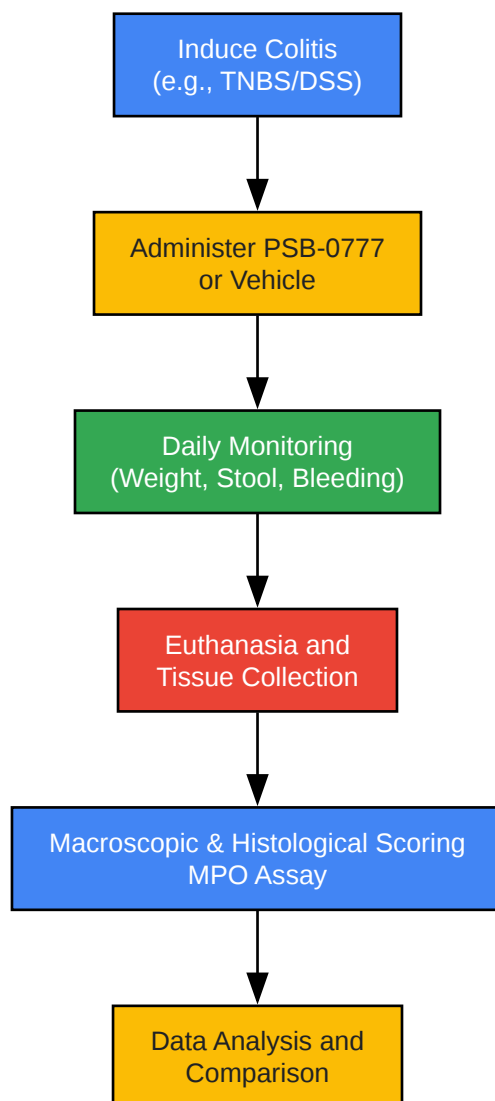 Induce Colitis
(e.g., TNBS/DSS)
Administer PSB-0777
or Vehicle
Daily Monitoring
(Weight, Stool, Bleeding)
Euthanasia and
Tissue Collection
Macroscopic & Histological Scoring
MPO Assay
Data Analysis and
Comparison